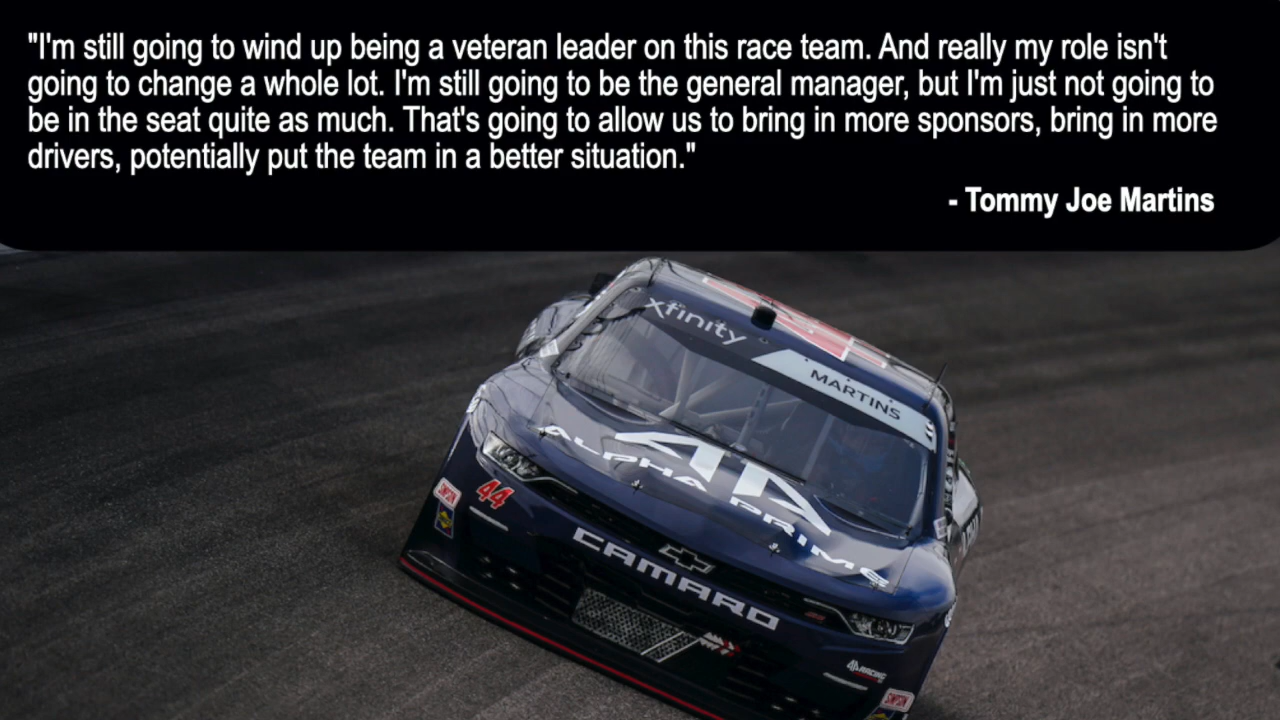 "I'm still going to wind up being a veteran leader on this race team. And really my role isn't
going to change a whole lot. I'm still going to be the general manager, but I'm just not going to
be in the seat quite as much. That's going to allow us to bring in more sponsors, bring in more
drivers, potentially put the team in a better situation."
- Tommy Joe Martins
xfinity
MARTINS
ALPHA PRIME
44
SIMPSON
CAMARO
RACING
SIMPSON